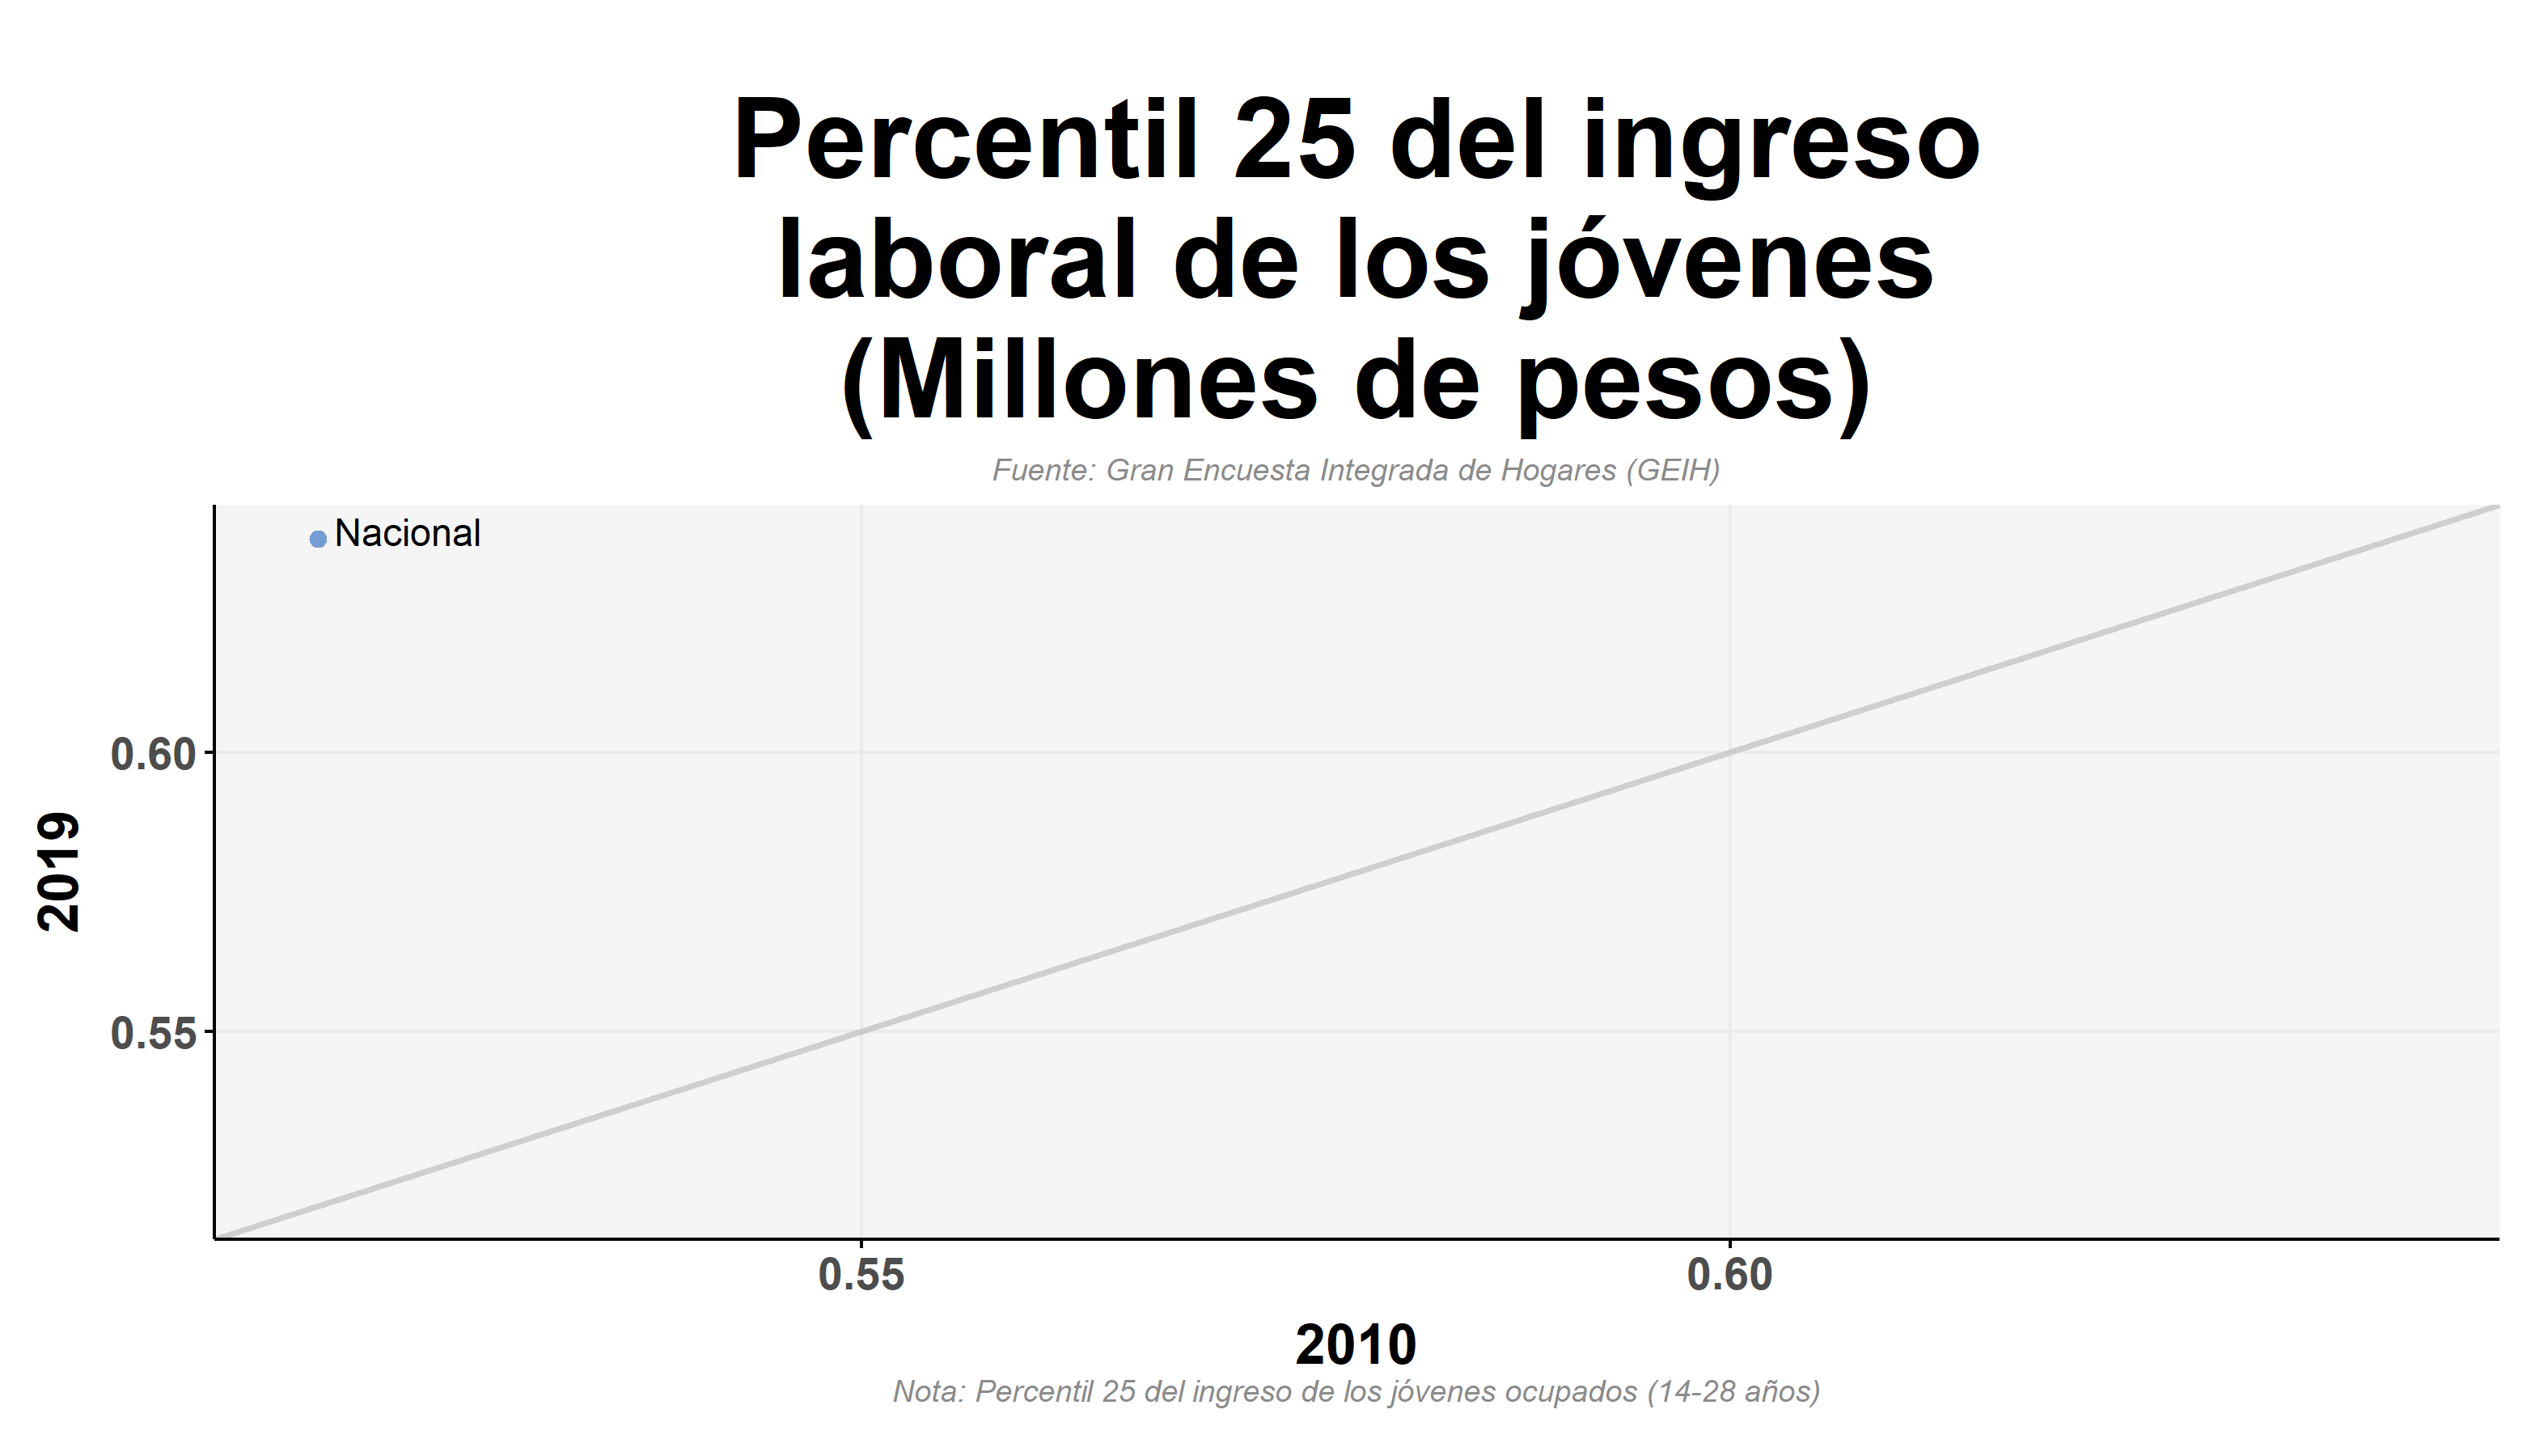 Percentil 25 del ingreso
laboral de los jóvenes
(Millones de pesos)
Fuente: Gran Encuesta Integrada de Hogares (GEIH)
Nacional
0.60
2019
0.55
0.55
0.60
2010
Nota: Percentil 25 del ingreso de los jóvenes ocupados (14-28 años)